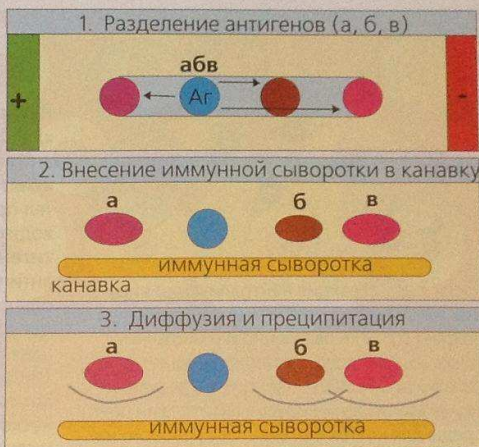 1. Разделение антигенов (а, б, в)
абв
+
Аг
-
2. Внесение иммунной сыворотки в канавку
а
б
в
иммунная сыворотка
канавка
3. Диффузия и преципитация
а
б
в
иммунная сыворотка